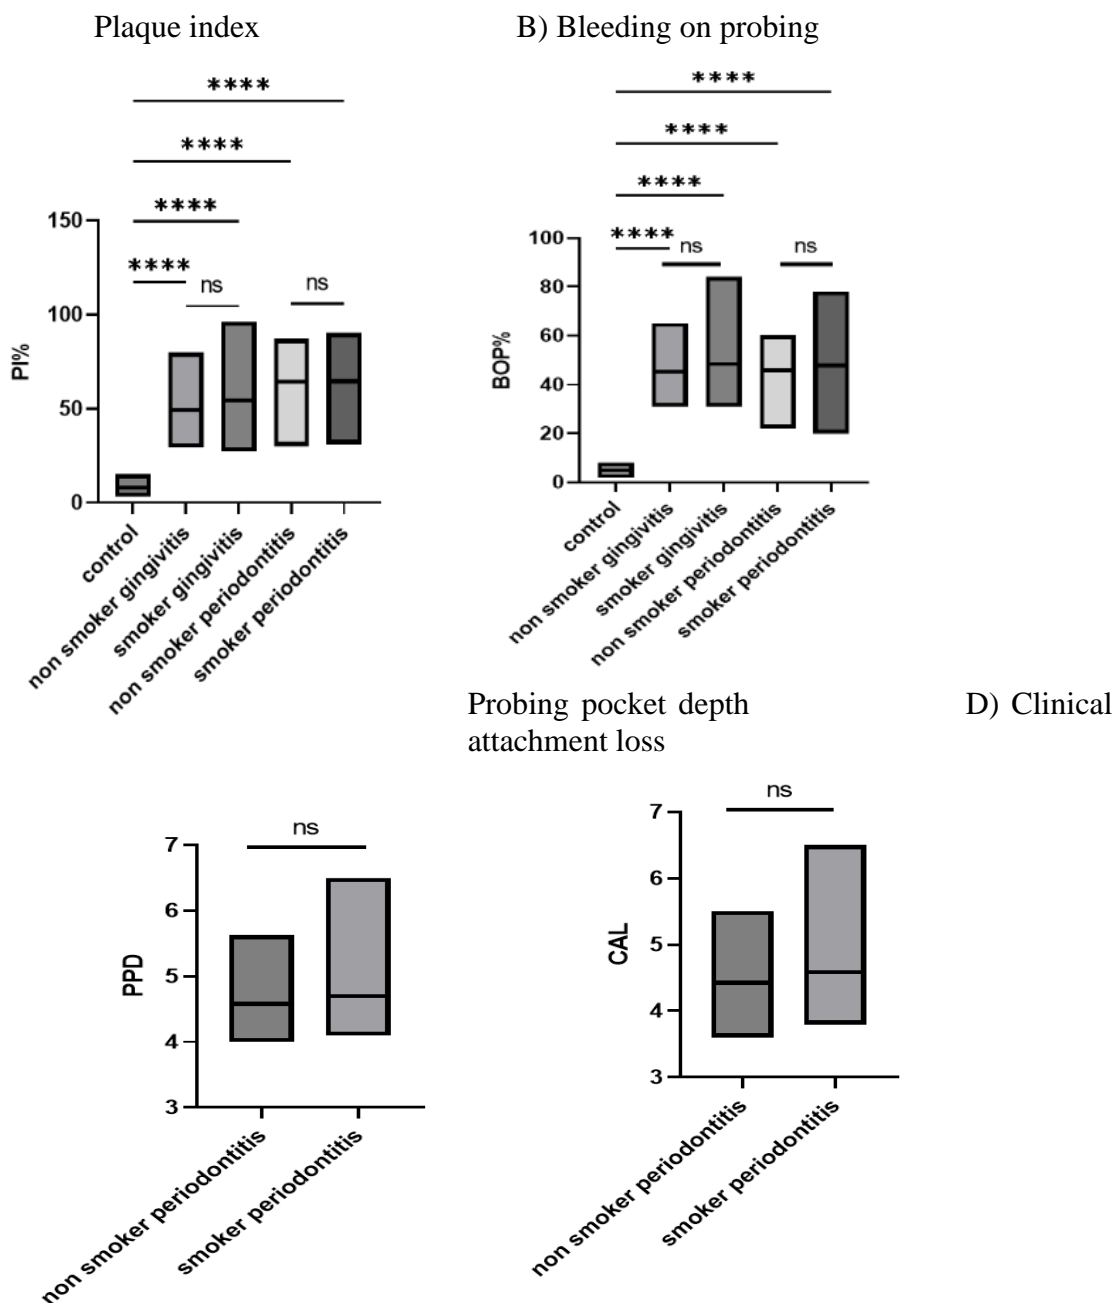 Plaque index
B) Bleeding on probing
****
****
****
****
ns
ns
150
100
50
0
PI%
control
non smoker gingivitis
smoker gingivitis
non smoker periodontitis
smoker periodontitis
****
****
****
****
ns
ns
100
80
60
40
20
0
BOP%
control
non smoker gingivitis
smoker gingivitis
non smoker periodontitis
smoker periodontitis
Probing pocket depth D) Clinical
attachment loss
ns
7
6
5
4
3
PPD
non smoker periodontitis
smoker periodontitis
ns
7
6
5
4
3
CAL
non smoker periodontitis
smoker periodontitis